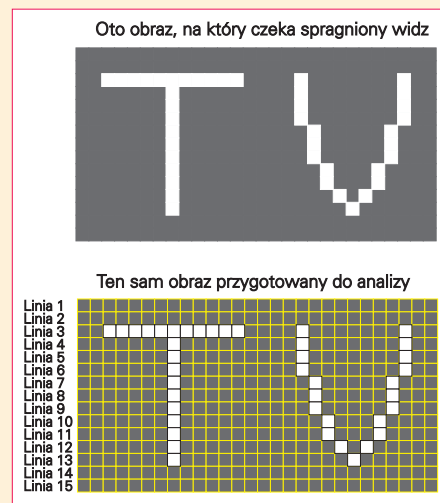 Oto obraz, na który czeka spragniony widz
TV
Ten sam obraz przygotowany do analizy
Linia 1
Linia 2
Linia 3
Linia 4
Linia 5
Linia 6
Linia 7
Linia 8
Linia 9
Linia 10
Linia 11
Linia 12
Linia 13
Linia 14
Linia 15
TV